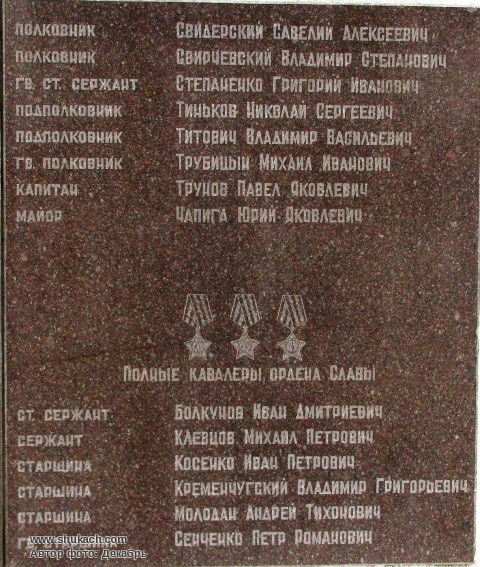 ПОЛКОВНИК СВИДЕРСКИЙ САВЕЛИЙ АЛЕКСЕЕВИЧ
ПОЛКОВНИК СВИРЧЕВСКИЙ ВЛАДИМИР СТЕПАНОВИЧ
ГВ. СТ. СЕРЖАНТ СТЕПАНЕНКО ГРИГОРИЙ ИВАНОВИЧ
ПОДПОЛКОВНИК ТИНЬКОВ НИКОЛАЙ СЕРГЕЕВИЧ
ПОДПОЛКОВНИК ТИТОВИЧ ВЛАДИМИР ВАСИЛЬЕВИЧ
ГВ. ПОЛКОВНИК ТРУБИЦЫН МИХАИЛ ИВАНОВИЧ
КАПИТАН ТРУНОВ ПАВЕЛ ЯКОВЛЕВИЧ
МАЙОР ЧАПИГА ЮРИЙ ЯКОВЛЕВИЧ
ПОЛНЫЕ КАВАЛЕРЫ ОРДЕНА СЛАВЫ
СТ. СЕРЖАНТ БОЛКУНОВ ИВАН ДМИТРИЕВИЧ
СЕРЖАНТ КЛЕВЦОВ МИХАИЛ ПЕТРОВИЧ
СТАРШИНА КОСЕНКО ИВАН ПЕТРОВИЧ
СТАРШИНА КРЕМЕНЧУГСКИЙ ВЛАДИМИР ГРИГОРЬЕВИЧ
СТАРШИНА МОЛОДАН АНДРЕЙ ТИХОНОВИЧ
ГВ. СТАРШИНА СЕНЧЕНКО ПЕТР РОМАНОВИЧ
www.shukach.com
Автор фото: Декабрь